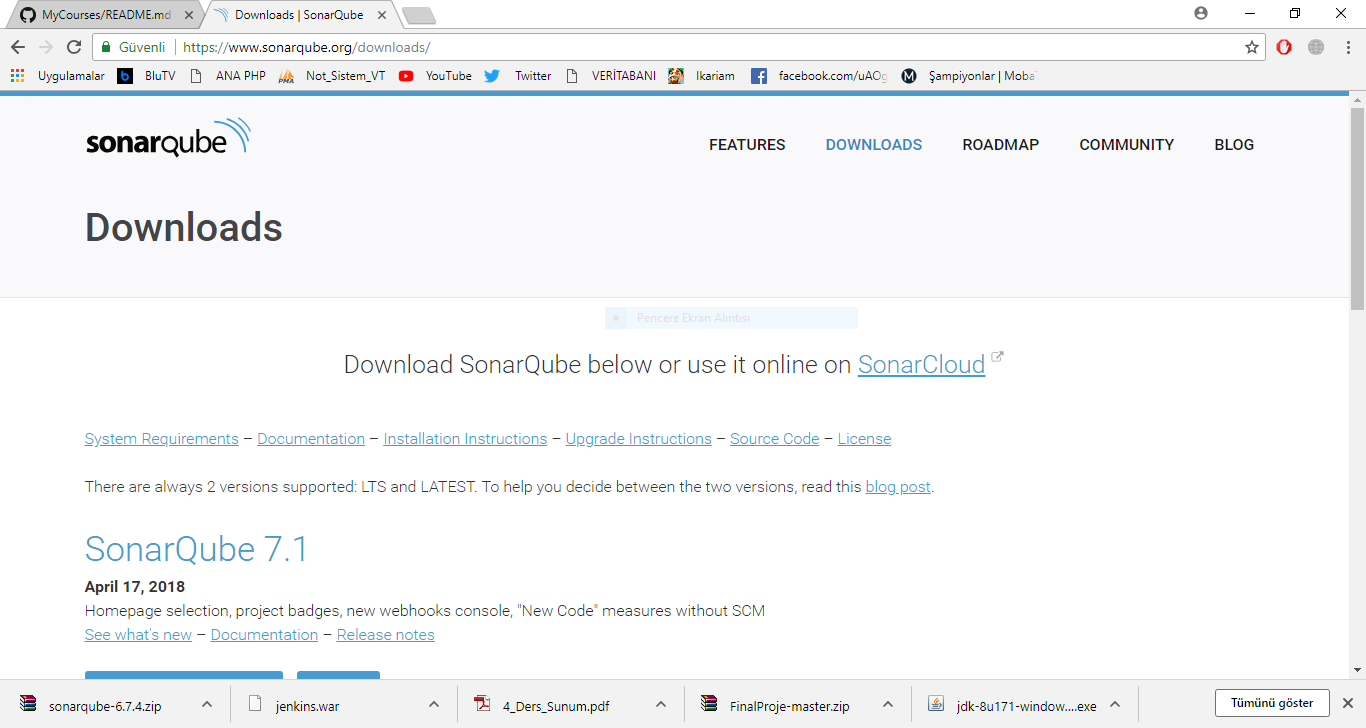 MyCourses/README.md
Downloads | SonarQube
Güvenli
https://www.sonarqube.org/downloads/
Uygulamalar
b
BluTV
ANA PHP
PMA
Not_Sistem_VT
YouTube
Twitter
VERİTABANI
Ikariam
facebook.com/uAOg
M
Şampiyonlar | Moba
sonarqube
FEATURES
DOWNLOADS
ROADMAP
COMMUNITY
BLOG
Downloads
Pencere Ekran Alıntısı
Download SonarQube below or use it online on SonarCloud
System Requirements – Documentation – Installation Instructions – Upgrade Instructions – Source Code – License
There are always 2 versions supported: LTS and LATEST. To help you decide between the two versions, read this blog post.
SonarQube 7.1
April 17, 2018
Homepage selection, project badges, new webhooks console, "New Code" measures without SCM
See what's new – Documentation – Release notes
sonarqube-6.7.4.zip
jenkins.war
4_Ders_Sunum.pdf
FinalProje-master.zip
jdk-8u171-window....exe
Tümünü göster